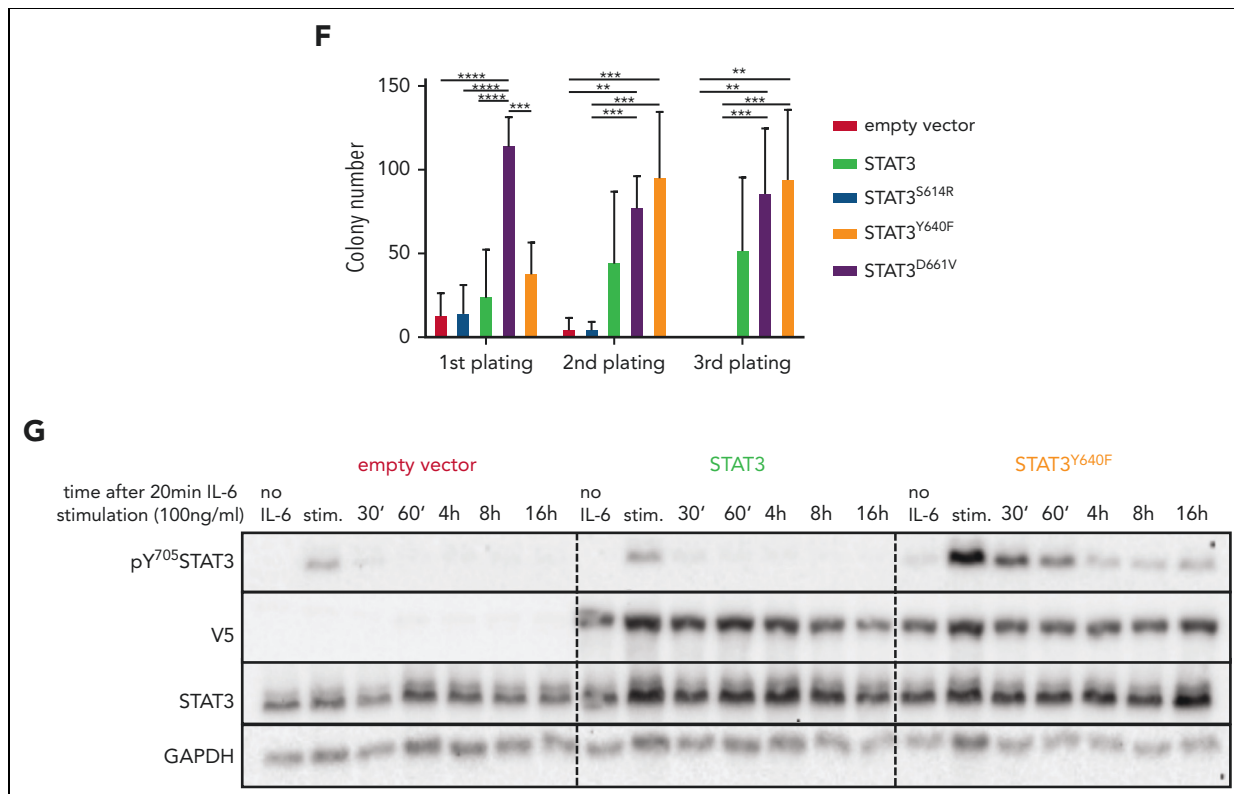 F
**** *** **
**** ** **
**** *** *** ***
*** ***
150
100
50
0
Colony number
1st plating 2nd plating 3rd plating
empty vector
STAT3
STAT3S614R
STAT3Y640F
STAT3D661V
G
empty vector STAT3 STAT3Y640F
time after 20min IL-6
stimulation (100ng/ml)
no IL-6 stim. 30′ 60′ 4h 8h 16h no IL-6 stim. 30′ 60′ 4h 8h 16h no IL-6 stim. 30′ 60′ 4h 8h 16h
pY705STAT3
V5
STAT3
GAPDH